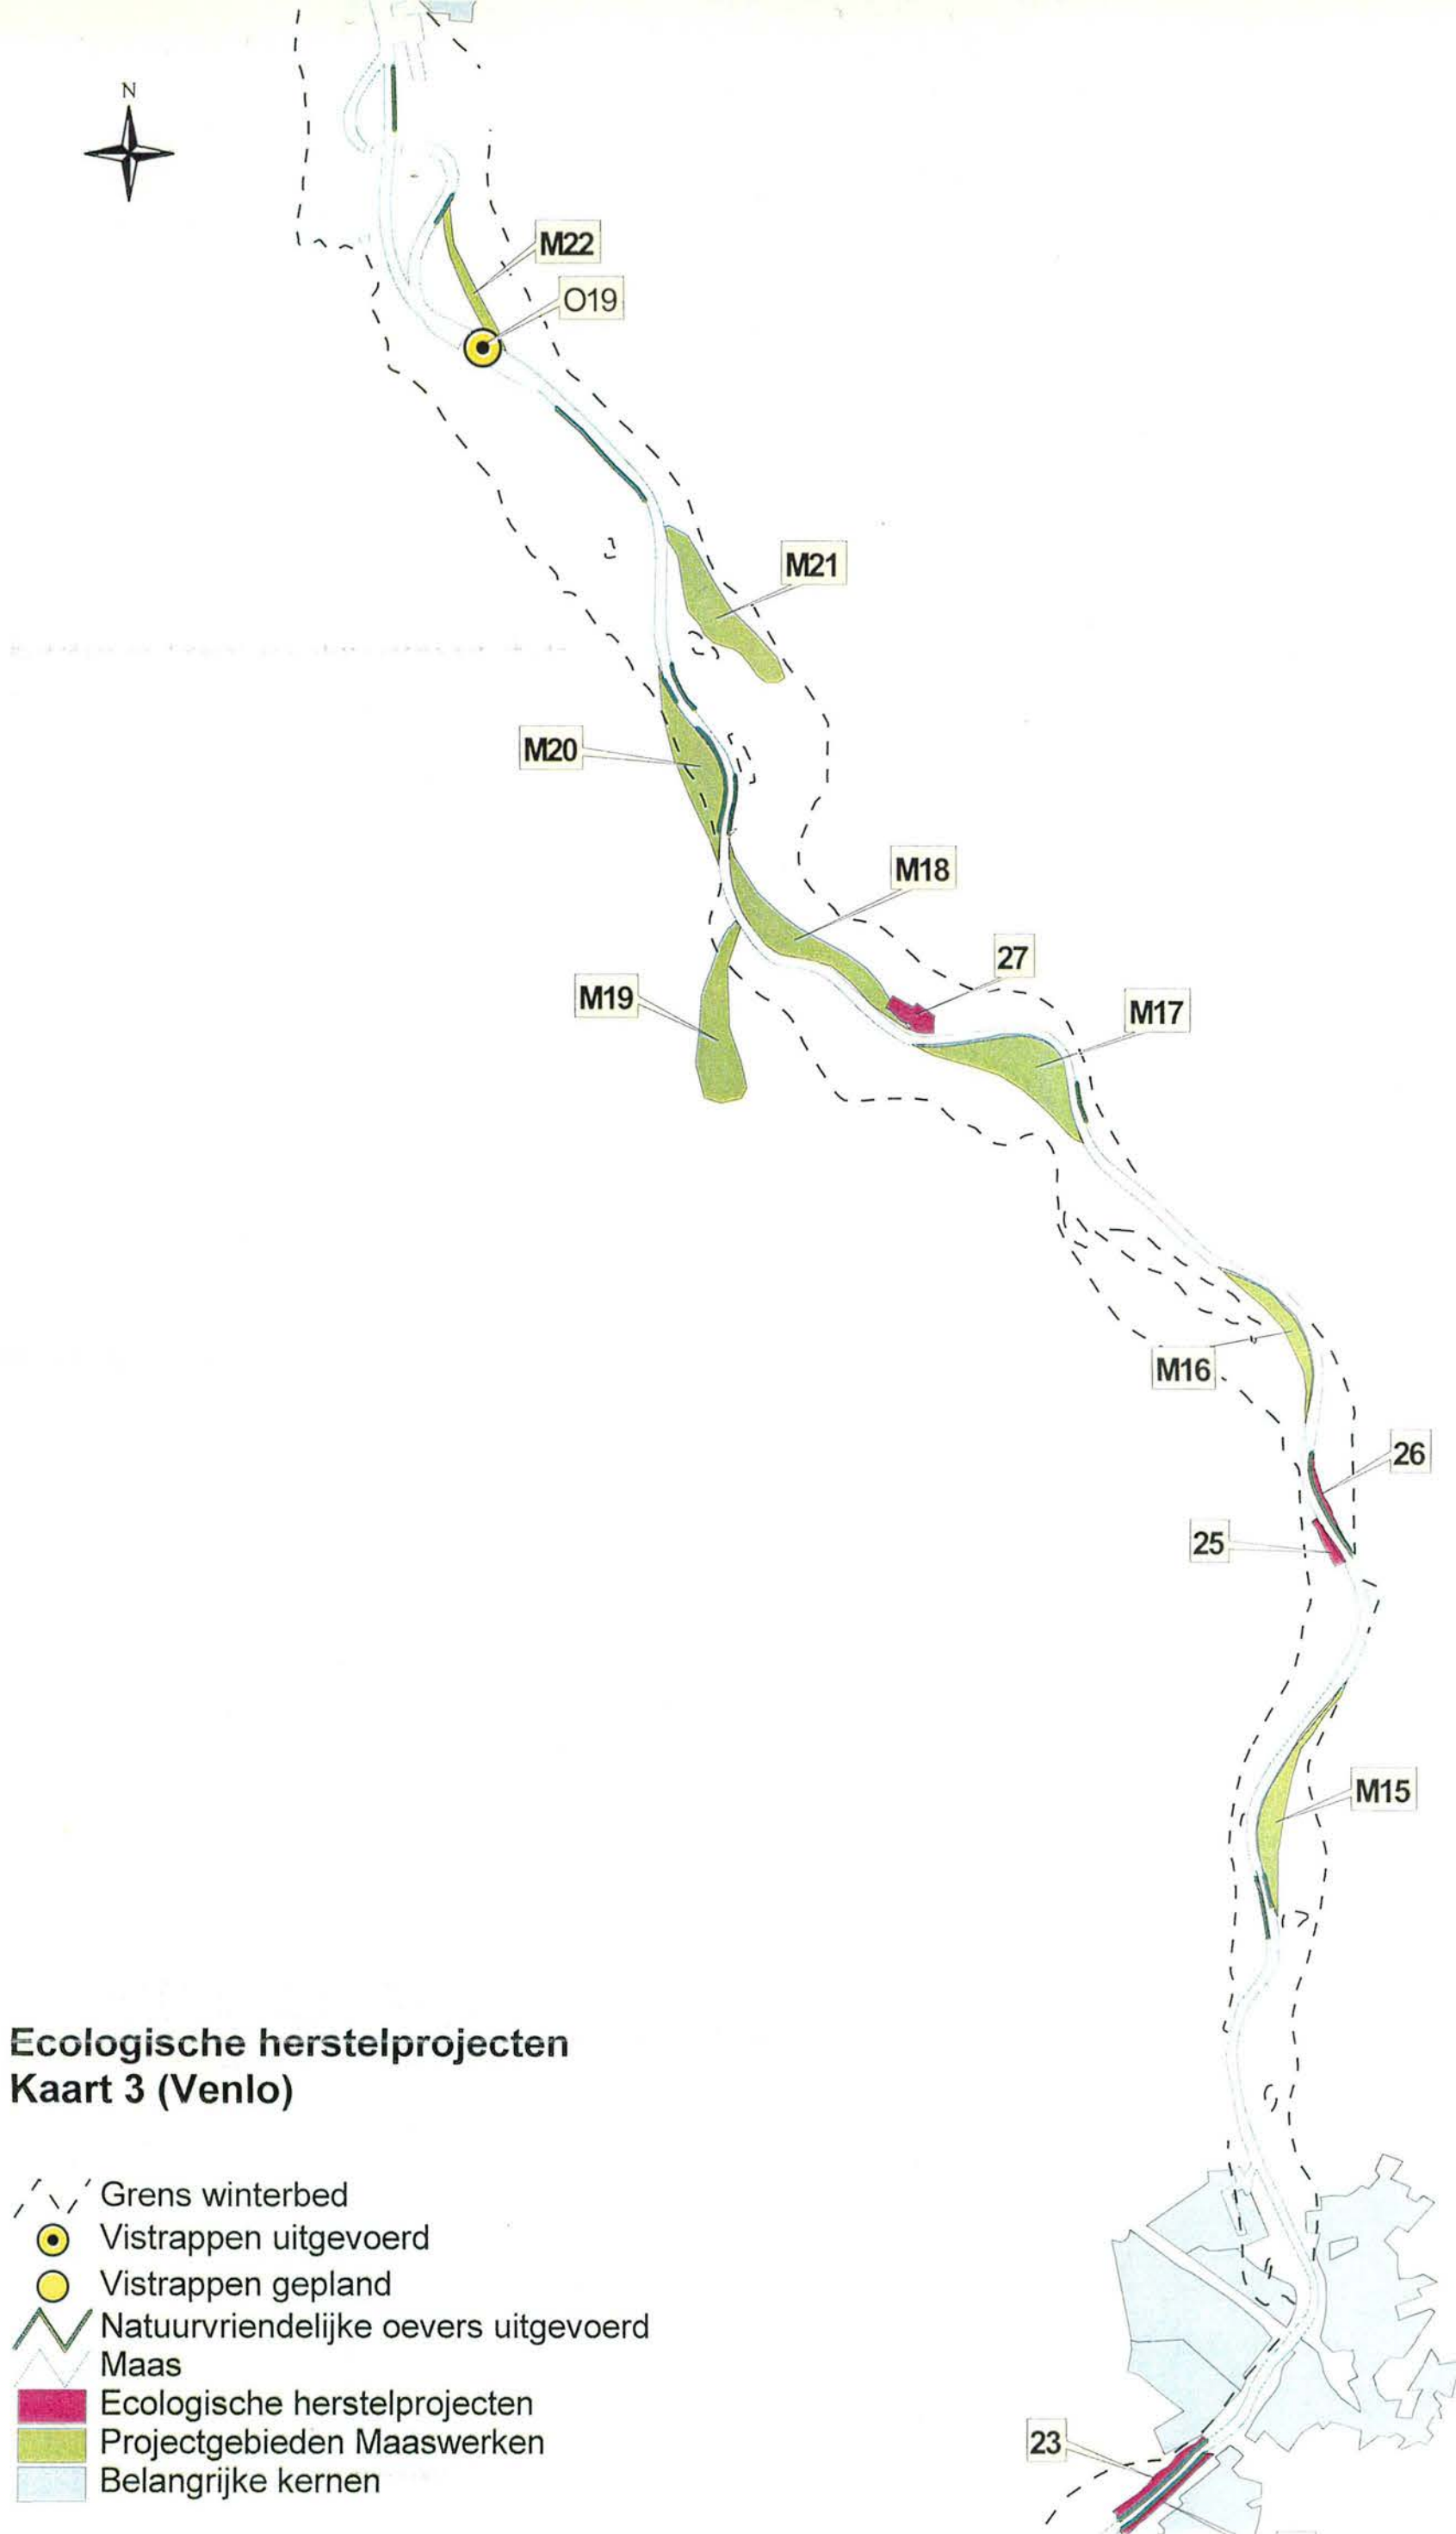 N
M22
O19
M21
M20
M18
27
M19
M17
M16
26
25
M15
Ecologische herstelprojecten
Kaart 3 (Venlo)
Grens winterbed
Vistrappen uitgevoerd
Vistrappen gepland
Natuurvriendelijke oevers uitgevoerd
Maas
Ecologische herstelprojecten
Projectgebieden Maaswerken
Belangrijke kernen
23